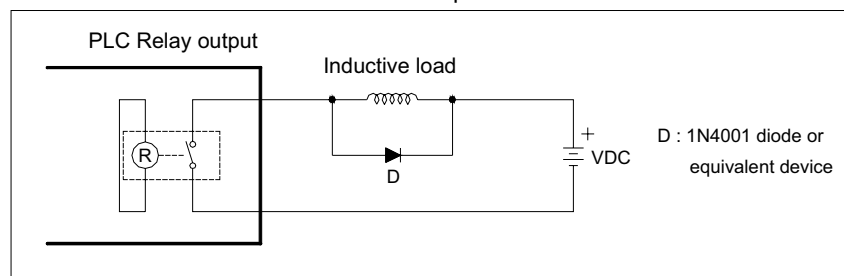 PLC Relay output
Inductive load
R
D
+
VDC
D : 1N4001 diode or
equivalent device